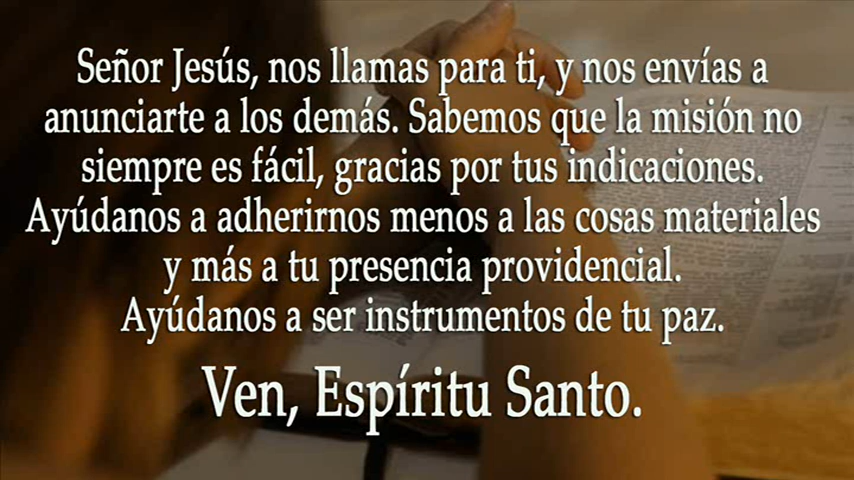 Señor Jesús, nos llamas para ti, y nos envías a
anunciarte a los demás. Sabemos que la misión no
siempre es fácil, gracias por tus indicaciones.
Ayúdanos a adherirnos menos a las cosas materiales
y más a tu presencia providencial.
Ayúdanos a ser instrumentos de tu paz.
Ven, Espíritu Santo.